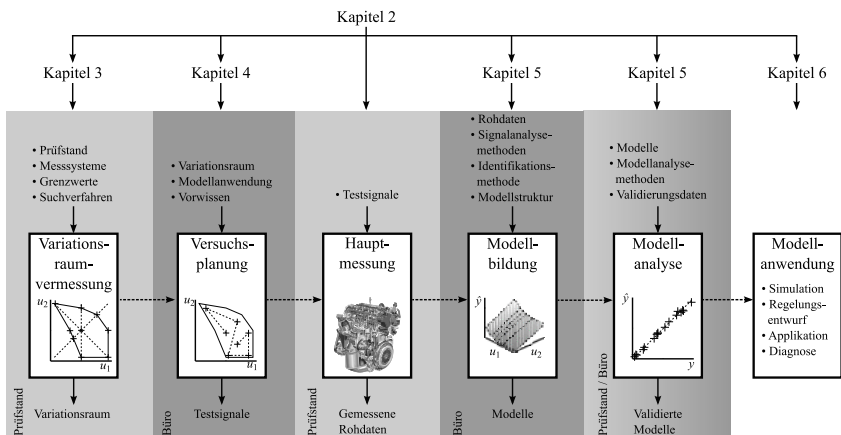 Kapitel 2
Kapitel 3
Kapitel 4
Kapitel 5
Kapitel 5
Kapitel 6
• Prüfstand
• Messsysteme
• Grenzwerte
• Suchverfahren
Variations-
raum-
vermessung
u2
u1
Variationsraum
Prüfstand
• Variationsraum
• Modellanwendung
• Vorwissen
Versuchs-
planung
u2
u1
Testsignale
Büro
• Testsignale
Haupt-
messung
Gemessene
Rohdaten
Prüfstand
• Rohdaten
• Signalanalyse-
methoden
• Identifikations-
methode
• Modellstruktur
Modell-
bildung
ŷ
u1
u2
Modelle
Büro
• Modelle
• Modellanalyse-
methoden
• Validierungsdaten
Modell-
analyse
ŷ
y
Validierte
Modelle
Prüfstand / Büro
Modell-
anwendung
• Simulation
• Regelungs-
entwurf
• Applikation
• Diagnose